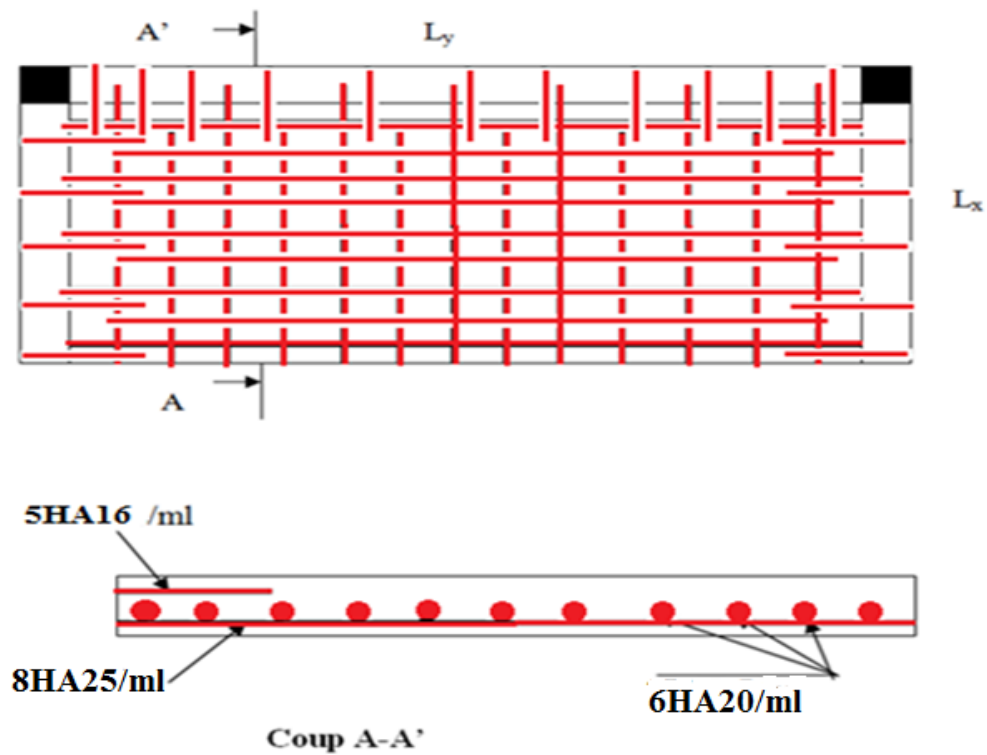 A’
Ly
Lx
A
5HA16 /ml
8HA25/ml
6HA20/ml
Coup A-A’